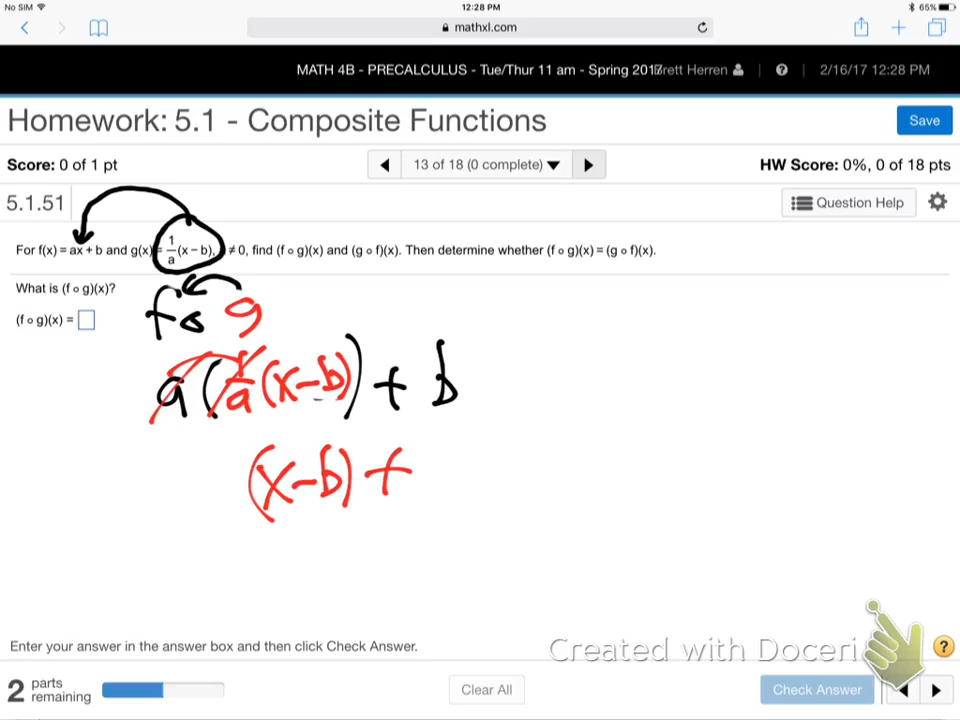 No SIM 12:28 PM 65%
mathxl.com
MATH 4B - PRECALCULUS - Tue/Thur 11 am - Spring 2017 Brett Herren ? 2/16/17 12:28 PM
Homework: 5.1 - Composite Functions Save
Score: 0 of 1 pt 13 of 18 (0 complete) HW Score: 0%, 0 of 18 pts
5.1.51 Question Help
For f(x) = ax + b and g(x) = 1/a (x − b), ≠ 0, find (f ∘ g)(x) and (g ∘ f)(x). Then determine whether (f ∘ g)(x) = (g ∘ f)(x).
What is (f ∘ g)(x)?
(f ∘ g)(x) =
f ∘ g
a(1/a(x−b)) + b
(x−b) +
Enter your answer in the answer box and then click Check Answer.
Created with Doceri
?
2 parts remaining Clear All Check Answer